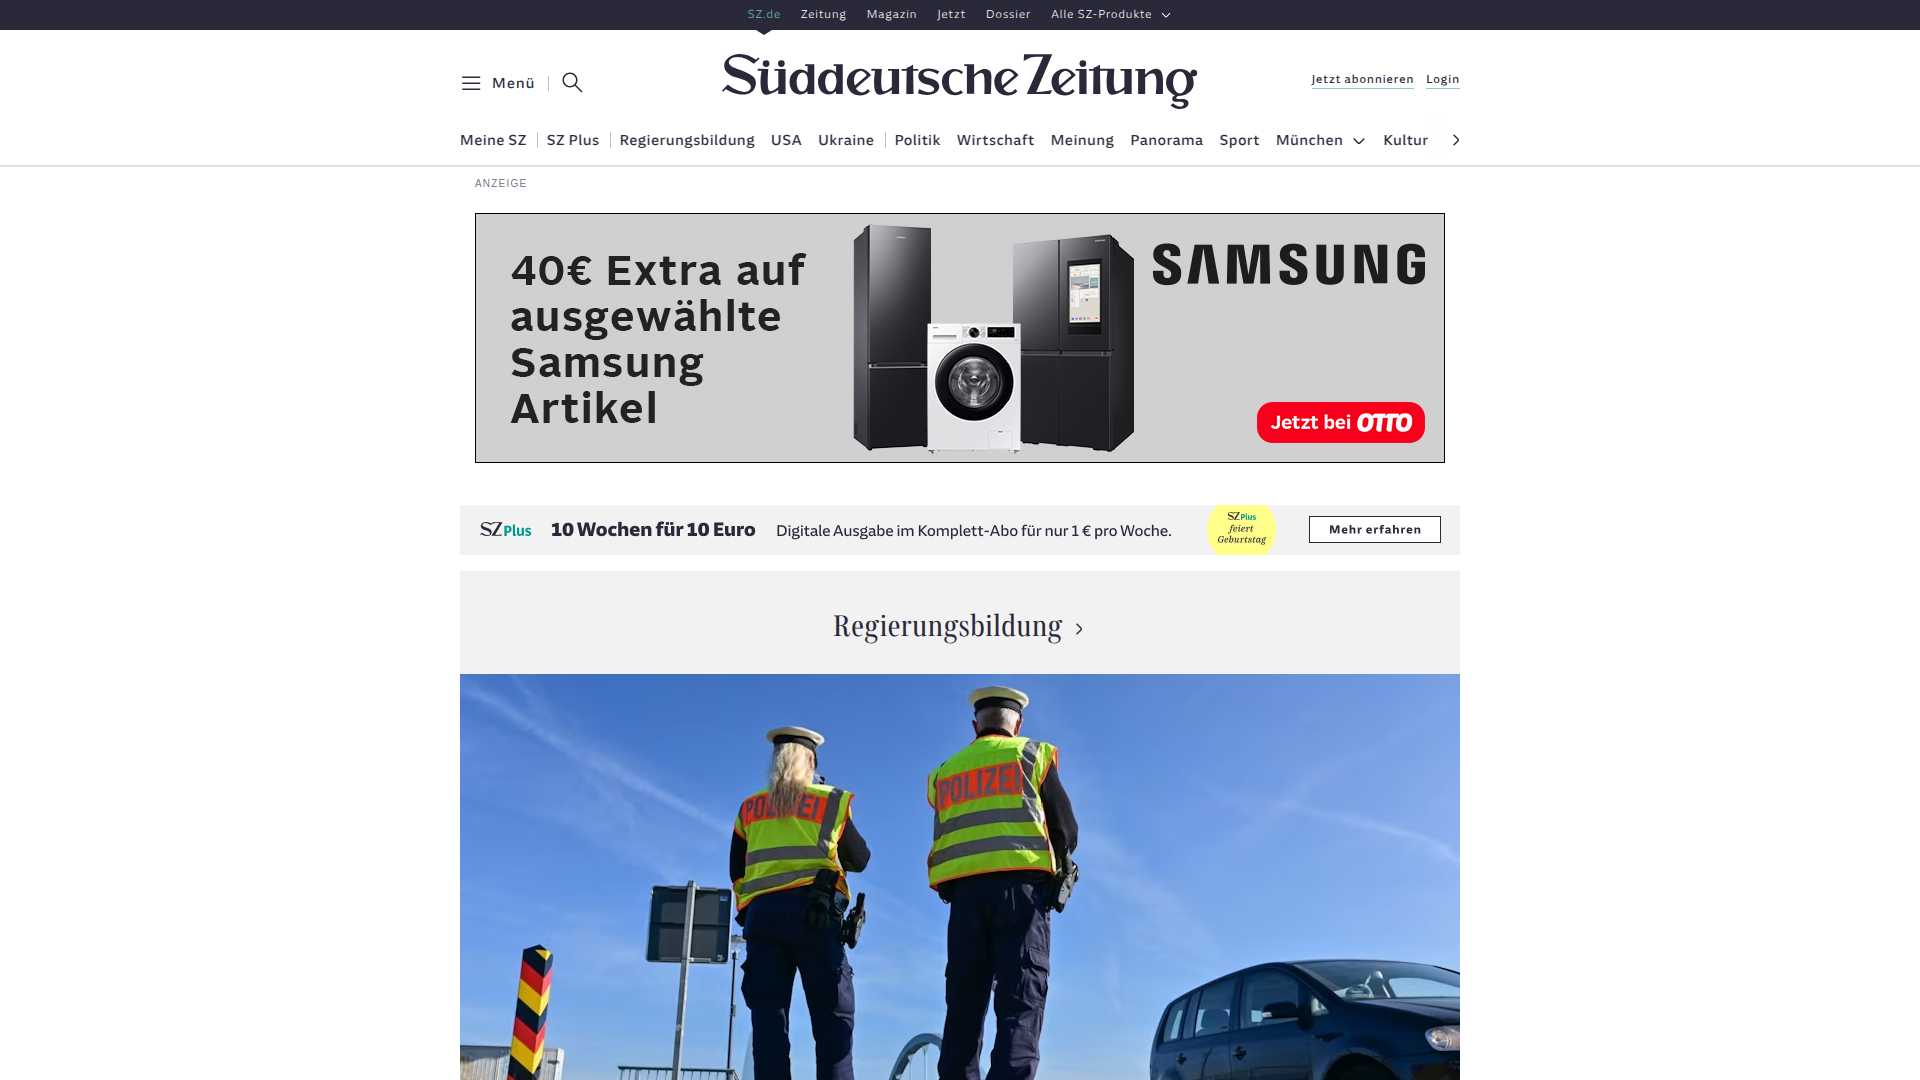 SZ.de Zeitung Magazin Jetzt Dossier Alle SZ-Produkte
Menü
Süddeutsche Zeitung
Jetzt abonnieren Login
Meine SZ SZ Plus Regierungsbildung USA Ukraine Politik Wirtschaft Meinung Panorama Sport München Kultur
ANZEIGE
40€ Extra auf
ausgewählte
Samsung
Artikel
SAMSUNG
Jetzt bei OTTO
SZ Plus 10 Wochen für 10 Euro Digitale Ausgabe im Komplett-Abo für nur 1 € pro Woche.
SZ Plus
feiert
Geburtstag
Mehr erfahren
Regierungsbildung
POLIZEI
POLIZEI